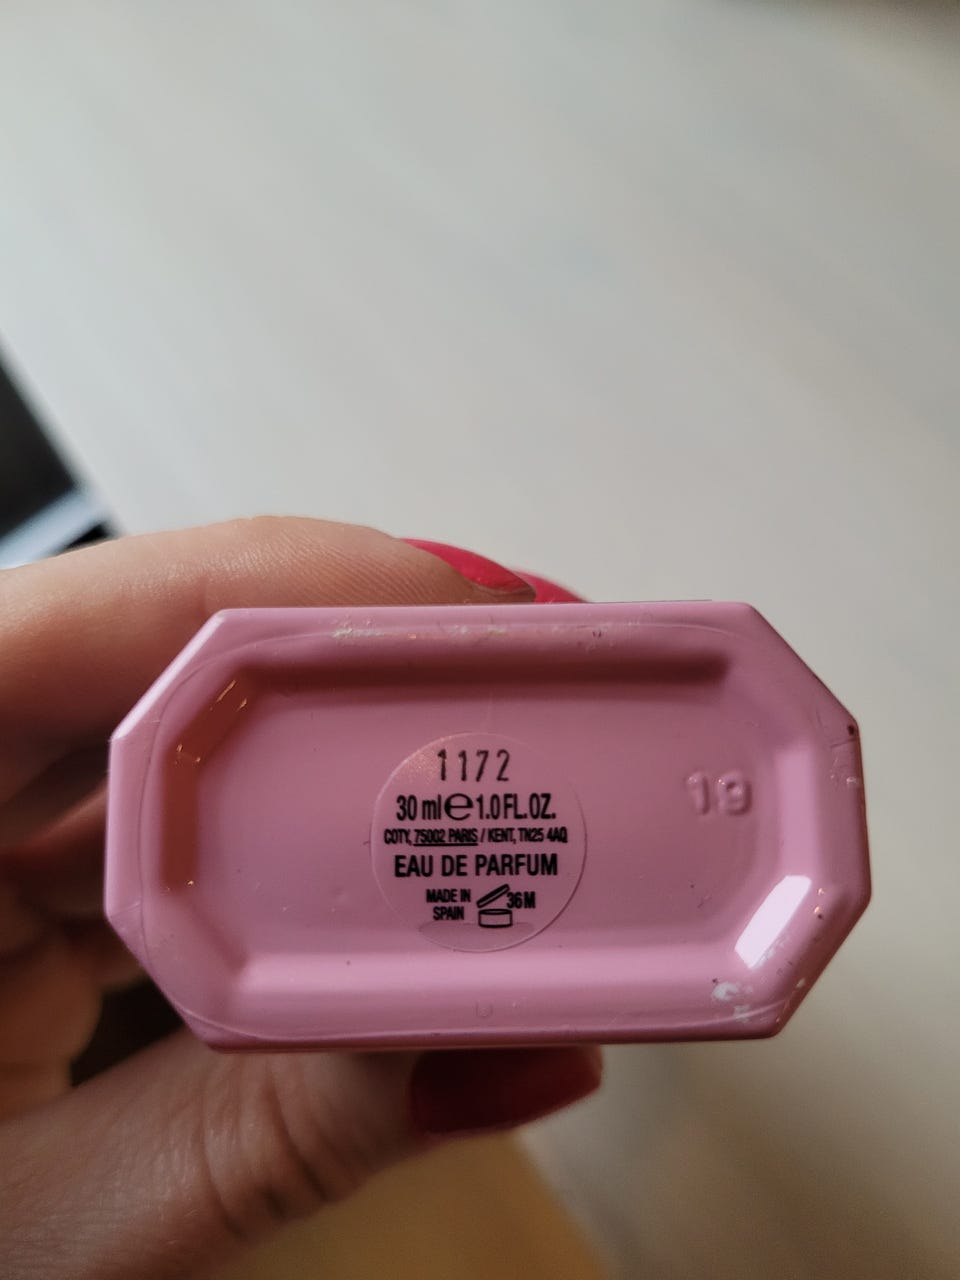 1172
30 ml e 1.0 FL.OZ.
COTY, 75002 PARIS / KENT, TN25 4AQ
EAU DE PARFUM
MADE IN
SPAIN
36 M
19